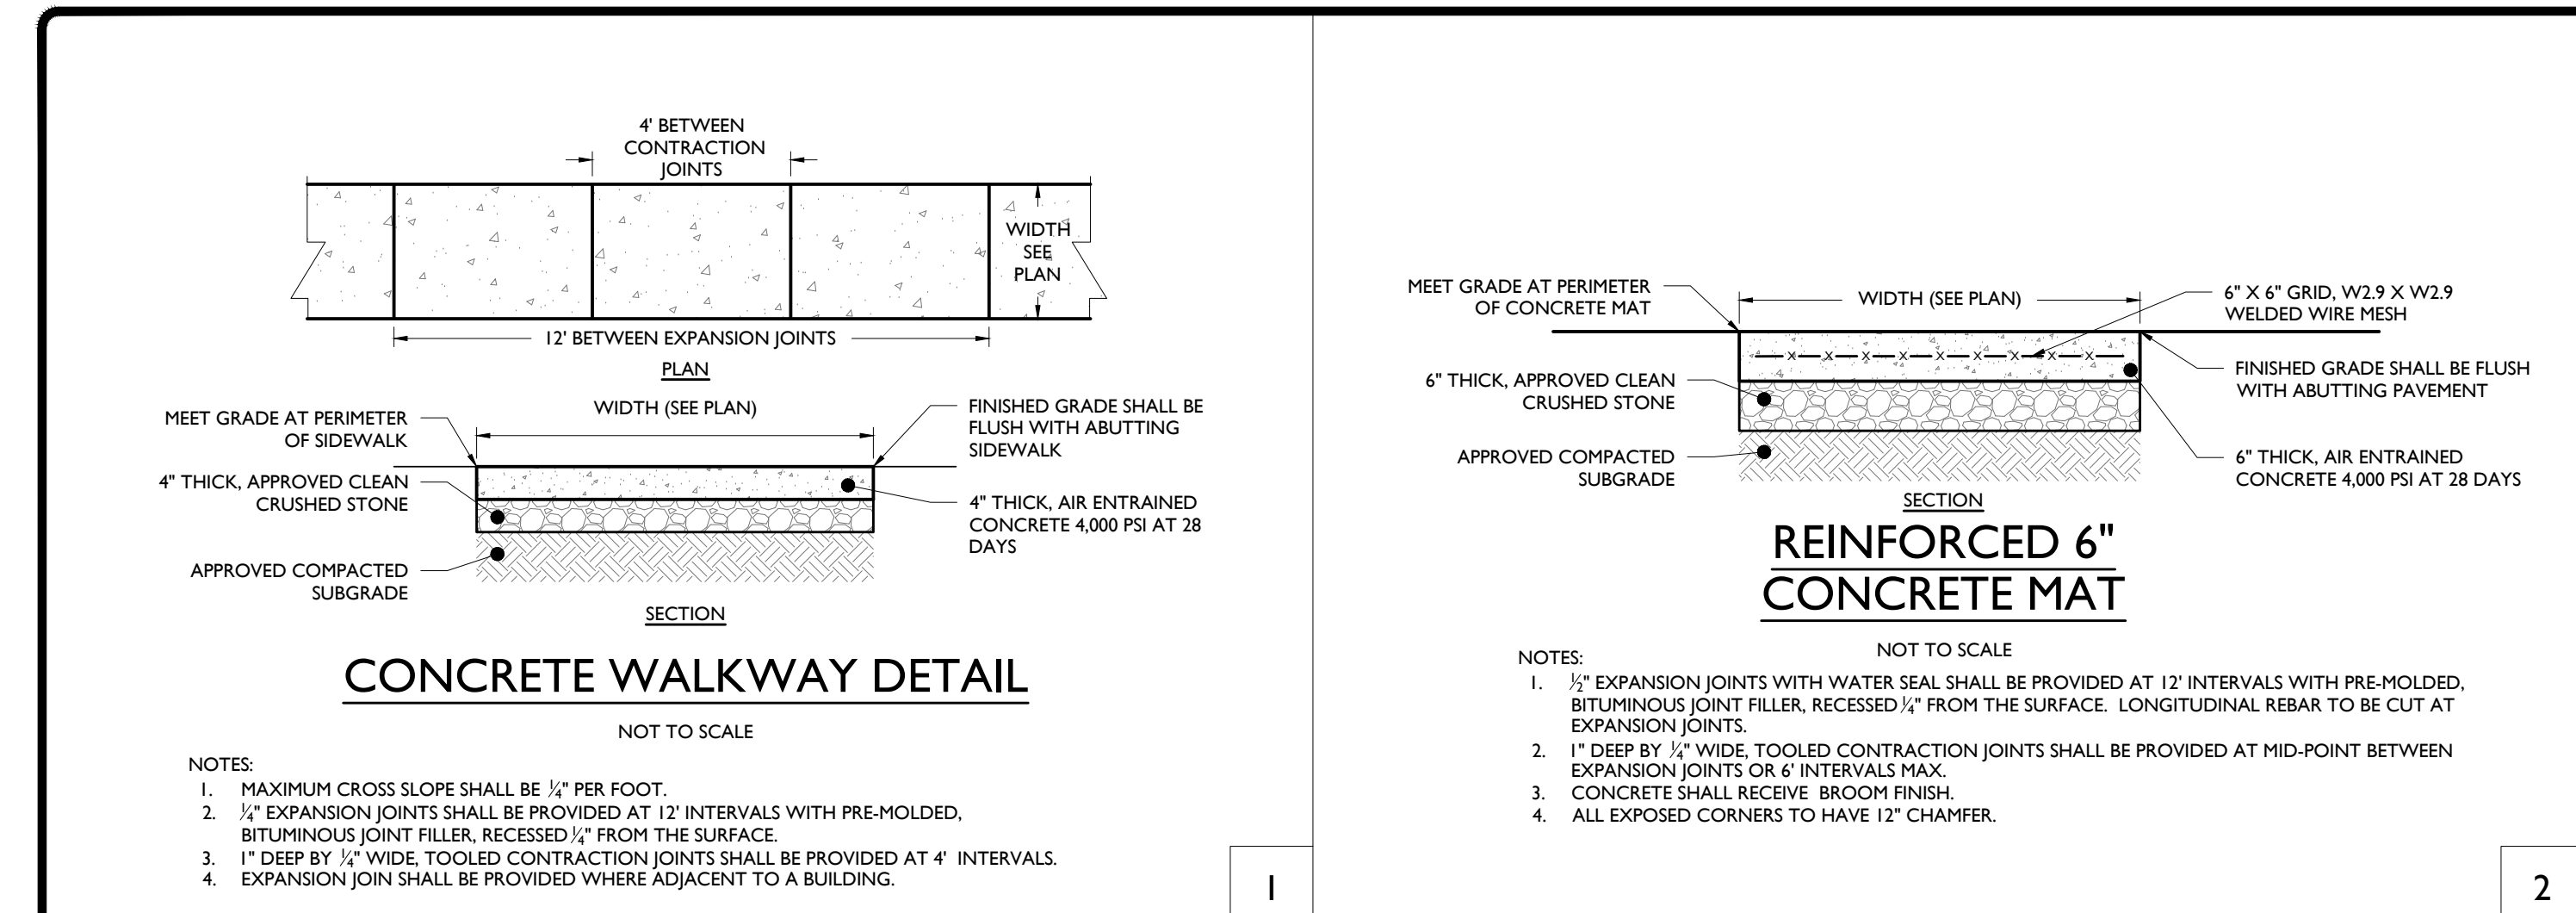 4' BETWEEN
CONTRACTION
JOINTS
WIDTH
SEE
PLAN
12' BETWEEN EXPANSION JOINTS
PLAN
WIDTH (SEE PLAN)
MEET GRADE AT PERIMETER
OF SIDEWALK
FINISHED GRADE SHALL BE
FLUSH WITH ABUTTING
SIDEWALK
4" THICK, APPROVED CLEAN
CRUSHED STONE
4" THICK, AIR ENTRAINED
CONCRETE 4,000 PSI AT 28
DAYS
APPROVED COMPACTED
SUBGRADE
SECTION
CONCRETE WALKWAY DETAIL
NOT TO SCALE
NOTES:
1. MAXIMUM CROSS SLOPE SHALL BE ¼" PER FOOT.
2. ¼" EXPANSION JOINTS SHALL BE PROVIDED AT 12' INTERVALS WITH PRE-MOLDED,
BITUMINOUS JOINT FILLER, RECESSED ¼" FROM THE SURFACE.
3. 1" DEEP BY ¼" WIDE, TOOLED CONTRACTION JOINTS SHALL BE PROVIDED AT 4' INTERVALS.
4. EXPANSION JOIN SHALL BE PROVIDED WHERE ADJACENT TO A BUILDING.
1
MEET GRADE AT PERIMETER
OF CONCRETE MAT
WIDTH (SEE PLAN)
6" X 6" GRID, W2.9 X W2.9
WELDED WIRE MESH
X X X X X X X X X
6" THICK, APPROVED CLEAN
CRUSHED STONE
FINISHED GRADE SHALL BE FLUSH
WITH ABUTTING PAVEMENT
APPROVED COMPACTED
SUBGRADE
6" THICK, AIR ENTRAINED
CONCRETE 4,000 PSI AT 28 DAYS
SECTION
REINFORCED 6"
CONCRETE MAT
NOT TO SCALE
NOTES:
1. ½" EXPANSION JOINTS WITH WATER SEAL SHALL BE PROVIDED AT 12' INTERVALS WITH PRE-MOLDED,
BITUMINOUS JOINT FILLER, RECESSED ¼" FROM THE SURFACE. LONGITUDINAL REBAR TO BE CUT AT
EXPANSION JOINTS.
2. 1" DEEP BY ¼" WIDE, TOOLED CONTRACTION JOINTS SHALL BE PROVIDED AT MID-POINT BETWEEN
EXPANSION JOINTS OR 6' INTERVALS MAX.
3. CONCRETE SHALL RECEIVE BROOM FINISH.
4. ALL EXPOSED CORNERS TO HAVE 12" CHAMFER.
2